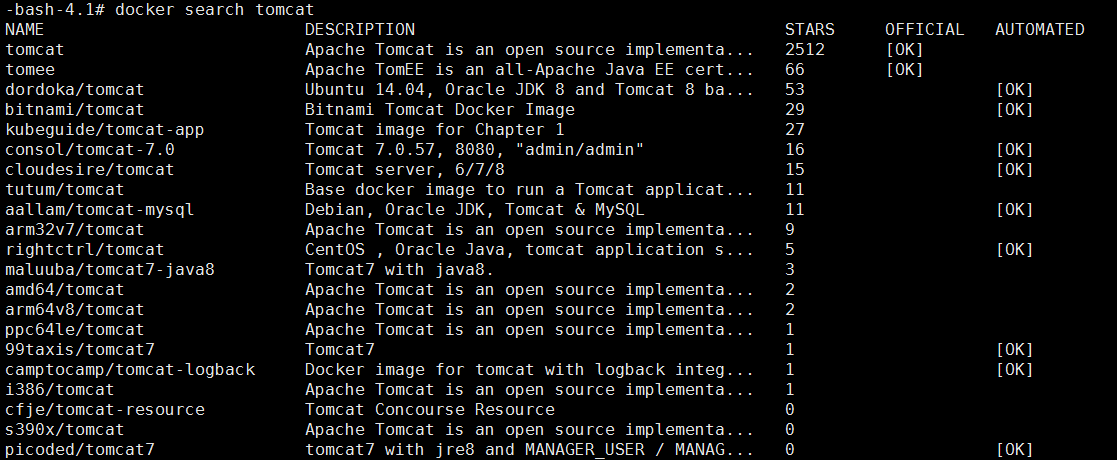 -bash-4.1# docker search tomcat
NAME DESCRIPTION STARS OFFICIAL AUTOMATED
tomcat Apache Tomcat is an open source implementa... 2512 [OK]
tomee Apache TomEE is an all-Apache Java EE cert... 66 [OK]
dordoka/tomcat Ubuntu 14.04, Oracle JDK 8 and Tomcat 8 ba... 53 [OK]
bitnami/tomcat Bitnami Tomcat Docker Image 29 [OK]
kubeguide/tomcat-app Tomcat image for Chapter 1 27
consol/tomcat-7.0 Tomcat 7.0.57, 8080, "admin/admin" 16 [OK]
cloudesire/tomcat Tomcat server, 6/7/8 15 [OK]
tutum/tomcat Base docker image to run a Tomcat applicat... 11
aallam/tomcat-mysql Debian, Oracle JDK, Tomcat & MySQL 11 [OK]
arm32v7/tomcat Apache Tomcat is an open source implementa... 9
rightctrl/tomcat CentOS , Oracle Java, tomcat application s... 5 [OK]
maluuba/tomcat7-java8 Tomcat7 with java8. 3
amd64/tomcat Apache Tomcat is an open source implementa... 2
arm64v8/tomcat Apache Tomcat is an open source implementa... 2
ppc64le/tomcat Apache Tomcat is an open source implementa... 1
99taxis/tomcat7 Tomcat7 1 [OK]
camptocamp/tomcat-logback Docker image for tomcat with logback integ... 1 [OK]
i386/tomcat Apache Tomcat is an open source implementa... 1
cfje/tomcat-resource Tomcat Concourse Resource 0
s390x/tomcat Apache Tomcat is an open source implementa... 0
picoded/tomcat7 tomcat7 with jre8 and MANAGER_USER / MANAG... 0 [OK]